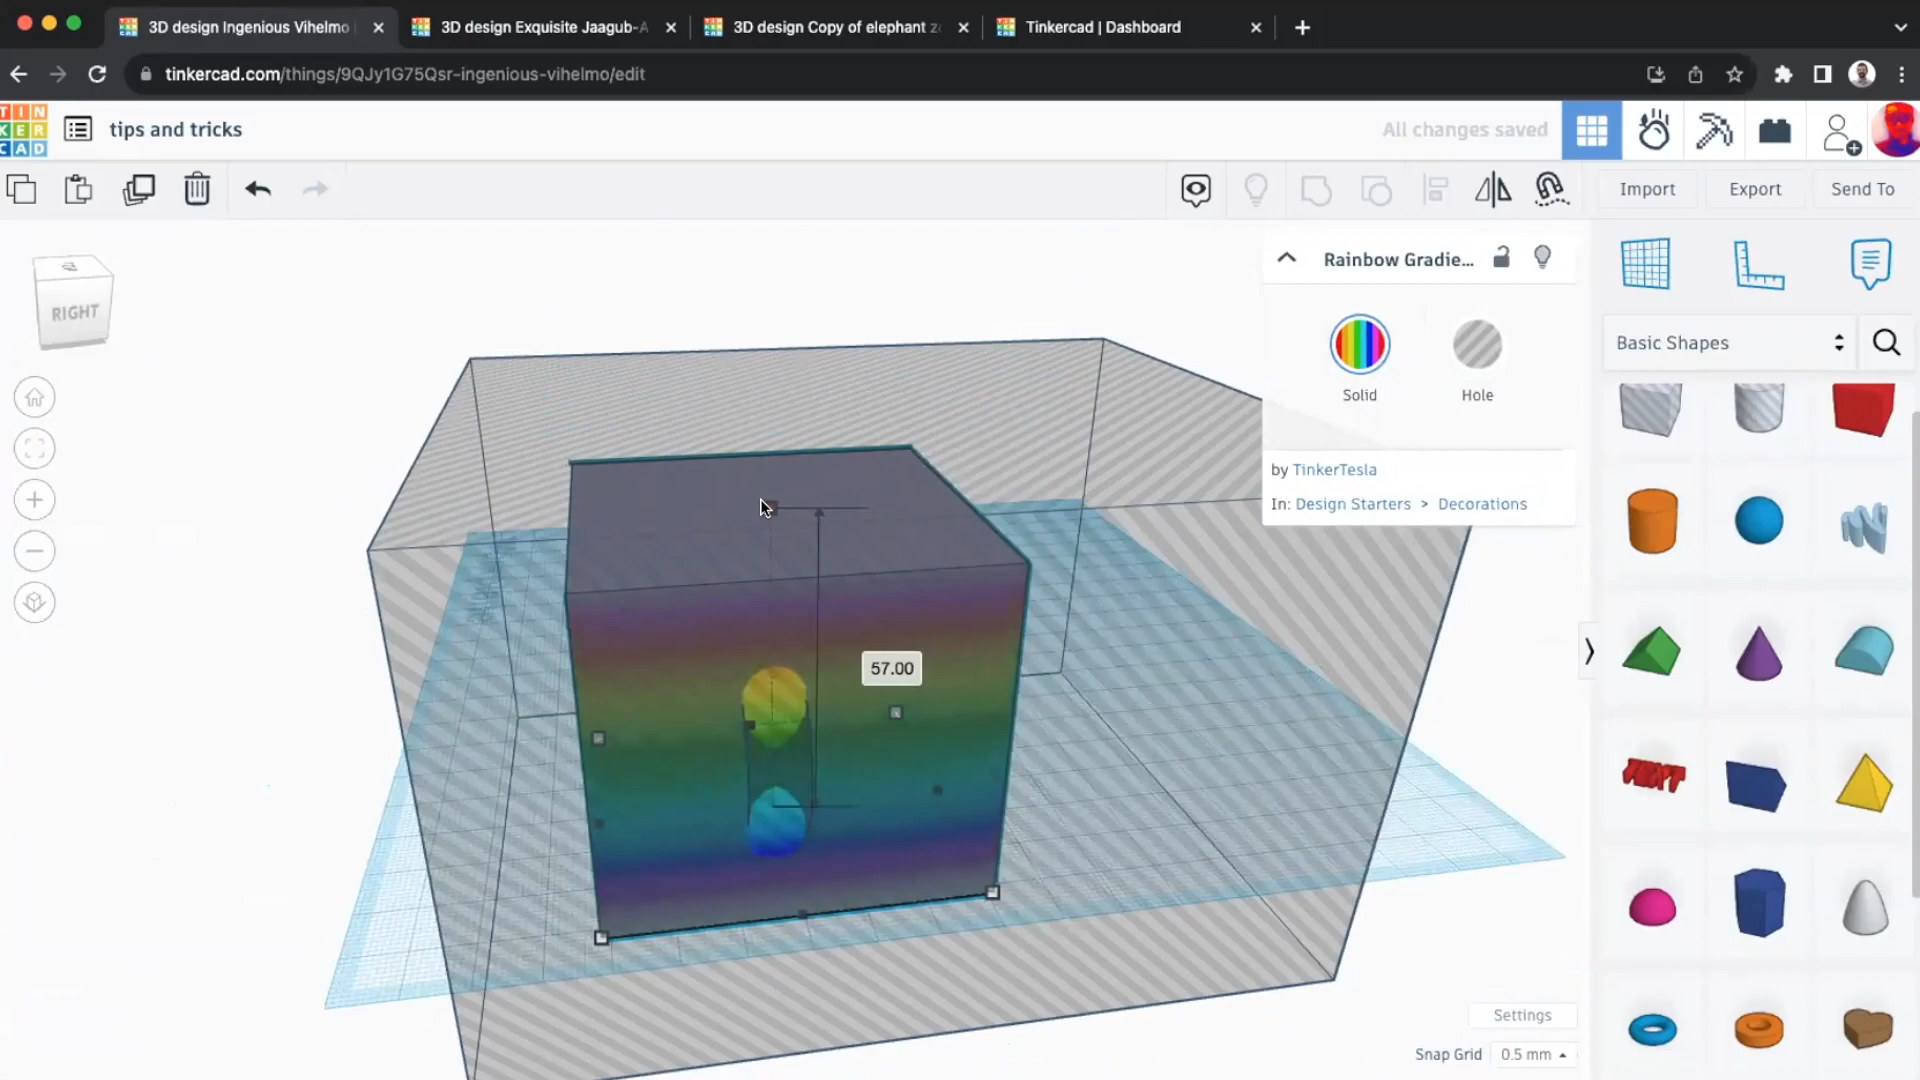 3D design Ingenious Vihelmo
3D design Exquisite Jaagub-A
3D design Copy of elephant zo
Tinkercad | Dashboard
tinkercad.com/things/9QJy1G75Qsr-ingenious-vihelmo/edit
TIN
KER
CAD
tips and tricks
All changes saved
Import
Export
Send To
RIGHT
Rainbow Gradie...
Solid
Hole
by TinkerTesla
In: Design Starters > Decorations
Basic Shapes
TEXT
57.00
Settings
Snap Grid
0.5 mm